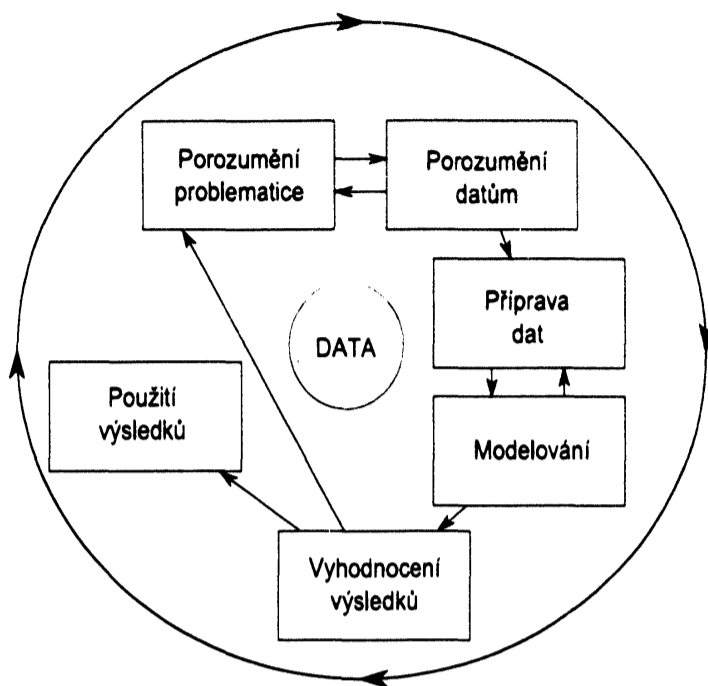 Porozumění
problematice
Porozumění
datům
Příprava
dat
DATA
Použití
výsledků
Modelování
Vyhodnocení
výsledků